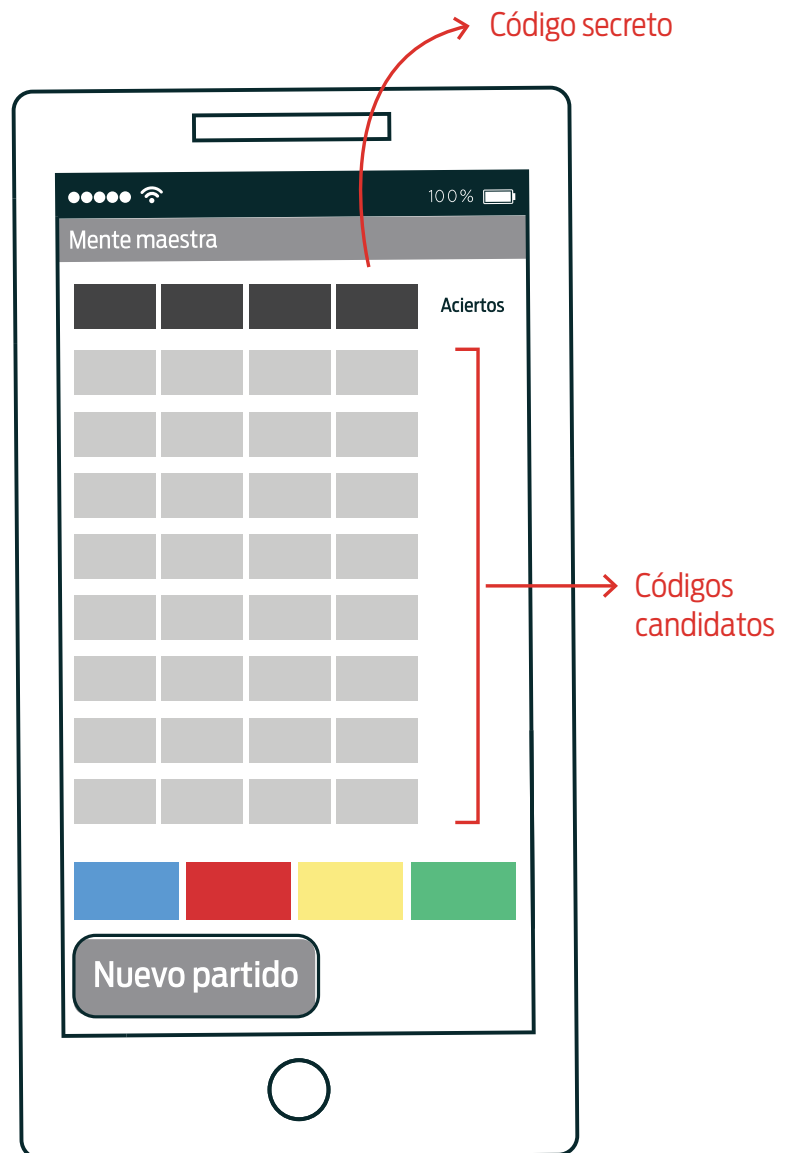 Código secreto
100%
Mente maestra
Aciertos
Códigos
candidatos
Nuevo partido